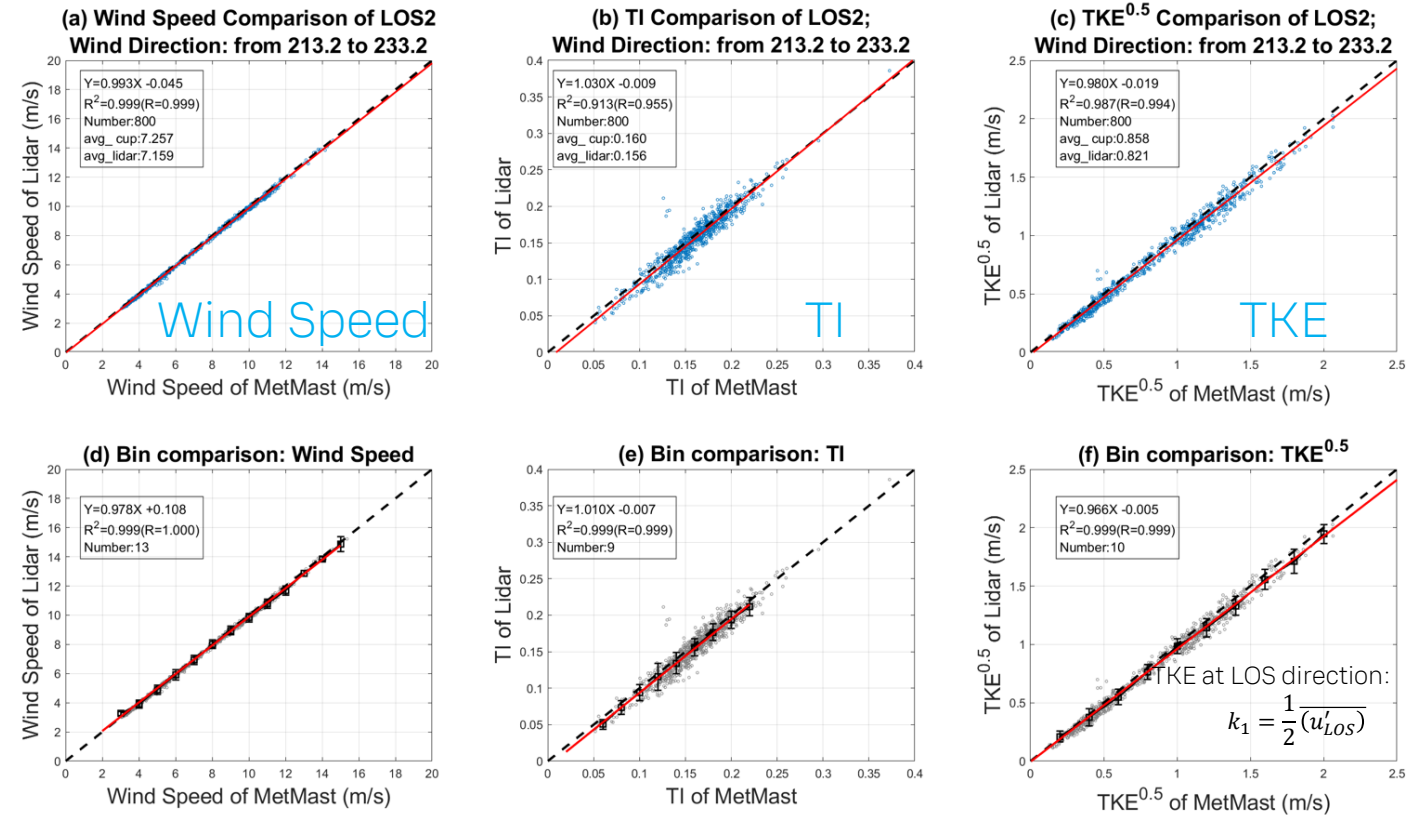 (a) Wind Speed Comparison of LOS2
Wind Direction: from 213.2 to 233.2
Y=0.993X -0.045
R²=0.999(R=0.999)
Number:800
avg_ cup:7.257
avg_lidar:7.159
Wind Speed
Wind Speed of Lidar (m/s)
0 2 4 6 8 10 12 14 16 18 20
0 2 4 6 8 10 12 14 16 18 20
Wind Speed of MetMast (m/s)
(b) TI Comparison of LOS2;
Wind Direction: from 213.2 to 233.2
Y=1.030X -0.009
R²=0.913(R=0.955)
Number:800
avg_ cup:0.160
avg_lidar:0.156
TI
TI of Lidar
0 0.05 0.1 0.15 0.2 0.25 0.3 0.35 0.4
0 0.05 0.1 0.15 0.2 0.25 0.3 0.35 0.4
TI of MetMast
(c) TKE^0.5 Comparison of LOS2;
Wind Direction: from 213.2 to 233.2
Y=0.980X -0.019
R²=0.987(R=0.994)
Number:800
avg_ cup:0.858
avg_lidar:0.821
TKE
TKE^0.5 of Lidar (m/s)
0 0.5 1 1.5 2 2.5
0 0.5 1 1.5 2 2.5
TKE^0.5 of MetMast (m/s)
(d) Bin comparison: Wind Speed
Y=0.978X +0.108
R²=0.999(R=1.000)
Number:13
Wind Speed of Lidar (m/s)
0 2 4 6 8 10 12 14 16 18 20
0 2 4 6 8 10 12 14 16 18 20
Wind Speed of MetMast (m/s)
(e) Bin comparison: TI
Y=1.010X -0.007
R²=0.999(R=0.999)
Number:9
TI of Lidar
0 0.05 0.1 0.15 0.2 0.25 0.3 0.35 0.4
0 0.05 0.1 0.15 0.2 0.25 0.3 0.35 0.4
TI of MetMast
(f) Bin comparison: TKE^0.5
Y=0.966X -0.005
R²=0.999(R=0.999)
Number:10
TKE at LOS direction:
k₁ = 1/2 (u′_LOS)‾
TKE^0.5 of Lidar (m/s)
0 0.5 1 1.5 2 2.5
0 0.5 1 1.5 2 2.5
TKE^0.5 of MetMast (m/s)